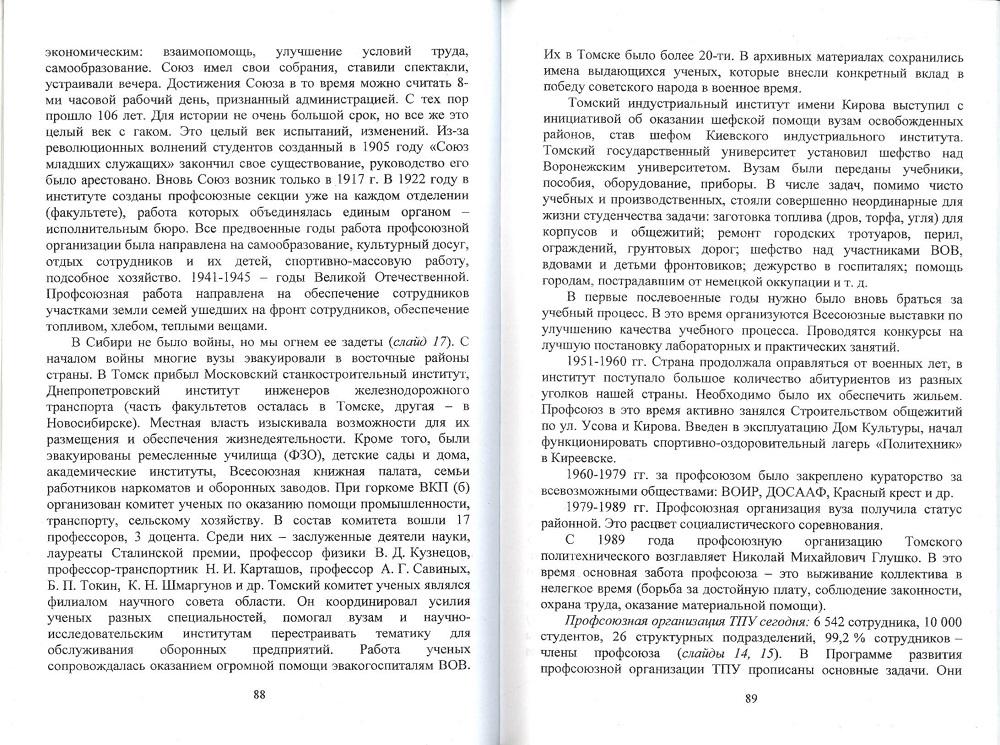 экономическим: взаимопомощь, улучшение условий труда,
самообразование. Союз имел свои собрания, ставили спектакли,
устраивали вечера. Достижения Союза в то время можно считать 8-
ми часовой рабочий день, признанный администрацией. С тех пор
прошло 106 лет. Для истории не очень большой срок, но все же это
целый век с гаком. Это целый век испытаний, изменений. Из-за
революционных волнений студентов созданный в 1905 году «Союз
младших служащих» закончил свое существование, руководство его
было арестовано. Вновь Союз возник только в 1917 г. В 1922 году в
институте созданы профсоюзные секции уже на каждом отделении
(факультете), работа которых объединялась единым органом –
исполнительным бюро. Все предвоенные годы работа профсоюзной
организации была направлена на самообразование, культурный досуг,
отдых сотрудников и их детей, спортивно-массовую работу,
подсобное хозяйство. 1941-1945 – годы Великой Отечественной.
Профсоюзная работа направлена на обеспечение сотрудников
участками земли семей ушедших на фронт сотрудников, обеспечение
топливом, хлебом, теплыми вещами.
В Сибири не было войны, но мы огнем ее задеты (слайд 17). С
началом войны многие вузы эвакуировали в восточные районы
страны. В Томск прибыл Московский станкостроительный институт,
Днепропетровский институт инженеров железнодорожного
транспорта (часть факультетов осталась в Томске, другая – в
Новосибирске). Местная власть изыскивала возможности для их
размещения и обеспечения жизнедеятельности. Кроме того, были
эвакуированы ремесленные училища (ФЗО), детские сады и дома,
академические институты, Всесоюзная книжная палата, семьи
работников наркоматов и оборонных заводов. При горкоме ВКП (б)
организован комитет ученых по оказанию помощи промышленности,
транспорту, сельскому хозяйству. В состав комитета вошли 17
профессоров, 3 доцента. Среди них – заслуженные деятели науки,
лауреаты Сталинской премии, профессор физики В. Д. Кузнецов,
профессор-транспортник Н. И. Карташов, профессор А. Г. Савиных,
Б. П. Токин, К. Н. Шмаргунов и др. Томский комитет ученых являлся
филиалом научного совета области. Он координировал усилия
ученых разных специальностей, помогал вузам и научно-
исследовательским институтам перестраивать тематику для
обслуживания оборонных предприятий. Работа ученых
сопровождалась оказанием огромной помощи эвакогоспиталям ВОВ.
88
Их в Томске было более 20-ти. В архивных материалах сохранились
имена выдающихся ученых, которые внесли конкретный вклад в
победу советского народа в военное время.
Томский индустриальный институт имени Кирова выступил с
инициативой об оказании шефской помощи вузам освобожденных
районов, став шефом Киевского индустриального института.
Томский государственный университет установил шефство над
Воронежским университетом. Вузам были переданы учебники,
пособия, оборудование, приборы. В числе задач, помимо чисто
учебных и производственных, стояли совершенно неординарные для
жизни студенчества задачи: заготовка топлива (дров, торфа, угля) для
корпусов и общежитий; ремонт городских тротуаров, перил,
ограждений, грунтовых дорог; шефство над участниками ВОВ,
вдовами и детьми фронтовиков; дежурство в госпиталях; помощь
городам, пострадавшим от немецкой оккупации и т. д.
В первые послевоенные годы нужно было вновь браться за
учебный процесс. В это время организуются Всесоюзные выставки по
улучшению качества учебного процесса. Проводятся конкурсы на
лучшую постановку лабораторных и практических занятий.
1951-1960 гг. Страна продолжала оправляться от военных лет, в
институт поступало большое количество абитуриентов из разных
уголков нашей страны. Необходимо было их обеспечить жильем.
Профсоюз в это время активно занялся Строительством общежитий
по ул. Усова и Кирова. Введен в эксплуатацию Дом Культуры, начал
функционировать спортивно-оздоровительный лагерь «Политехник»
в Киреевске.
1960-1979 гг. за профсоюзом было закреплено кураторство за
всевозможными обществами: ВОИР, ДОСААФ, Красный крест и др.
1979-1989 гг. Профсоюзная организация вуза получила статус
районной. Это расцвет социалистического соревнования.
С 1989 года профсоюзную организацию Томского
политехнического возглавляет Николай Михайлович Глушко. В это
время основная забота профсоюза – это выживание коллектива в
нелегкое время (борьба за достойную плату, соблюдение законности,
охрана труда, оказание материальной помощи).
Профсоюзная организация ТПУ сегодня: 6 542 сотрудника, 10 000
студентов, 26 структурных подразделений, 99,2 % сотрудников –
члены профсоюза (слайды 14, 15). В Программе развития
профсоюзной организации ТПУ прописаны основные задачи. Они
89